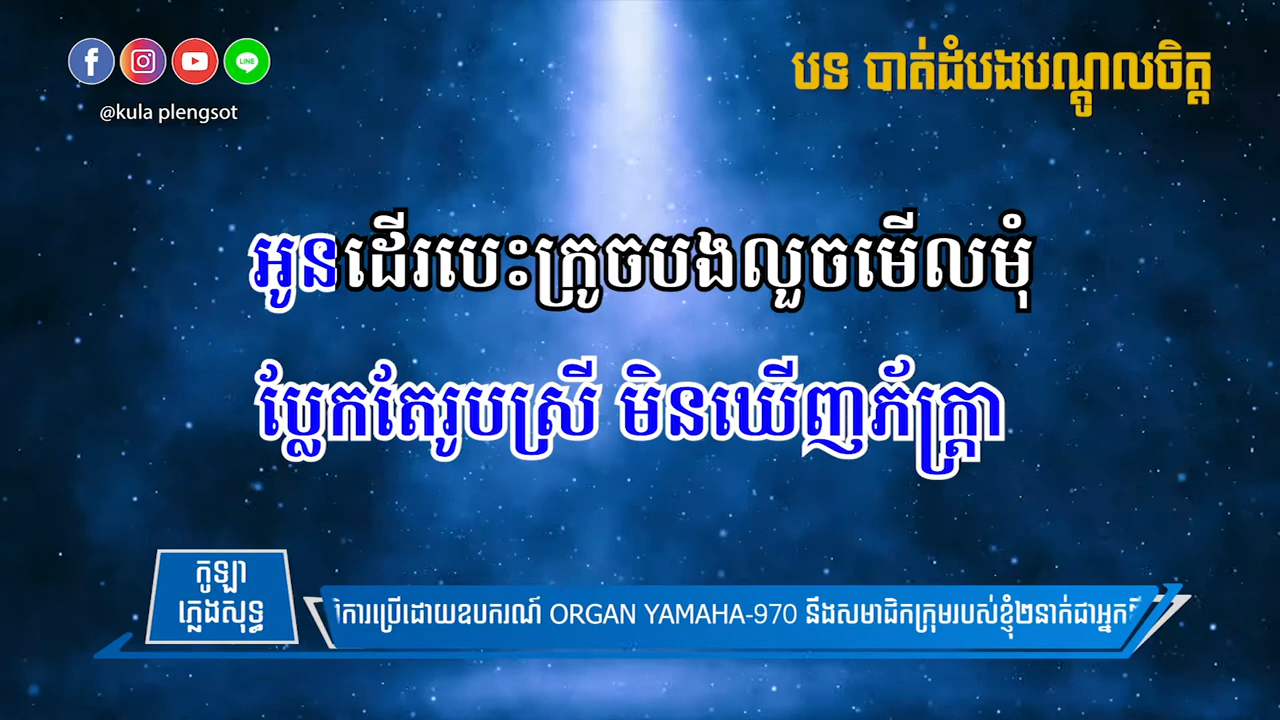 @kula plengsot
បទ បាត់ដំបងបណ្ដូលចិត្ត
អូនដើរបេះក្រូចបងលួចមើលមុំ
ប្លែកតែរូបស្រី មិនឃើញភ័ក្ត្រា
កូឡា
ភ្លេងសុទ្ធ
ការប្រើដោយឧបករណ៍ ORGAN YAMAHA-970 នឹងសមាជិកក្រុមរបស់ខ្ញុំ២នាក់ជាអ្នក